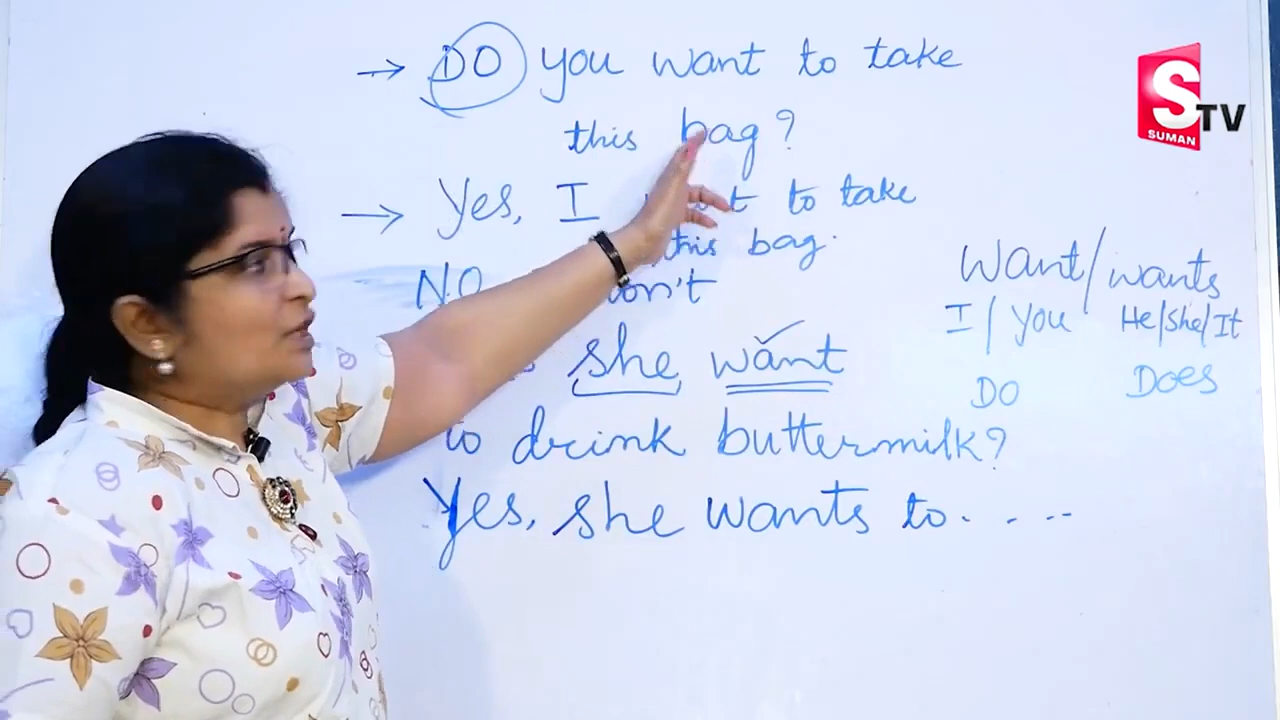 → DO you want to take
this bag?
→ Yes, I to take
this bag.
NO
she want
to drink buttermilk?
Yes, she wants to. . . --
Want/wants
I / You He/She/It
DO DOES
S TV
SUMAN